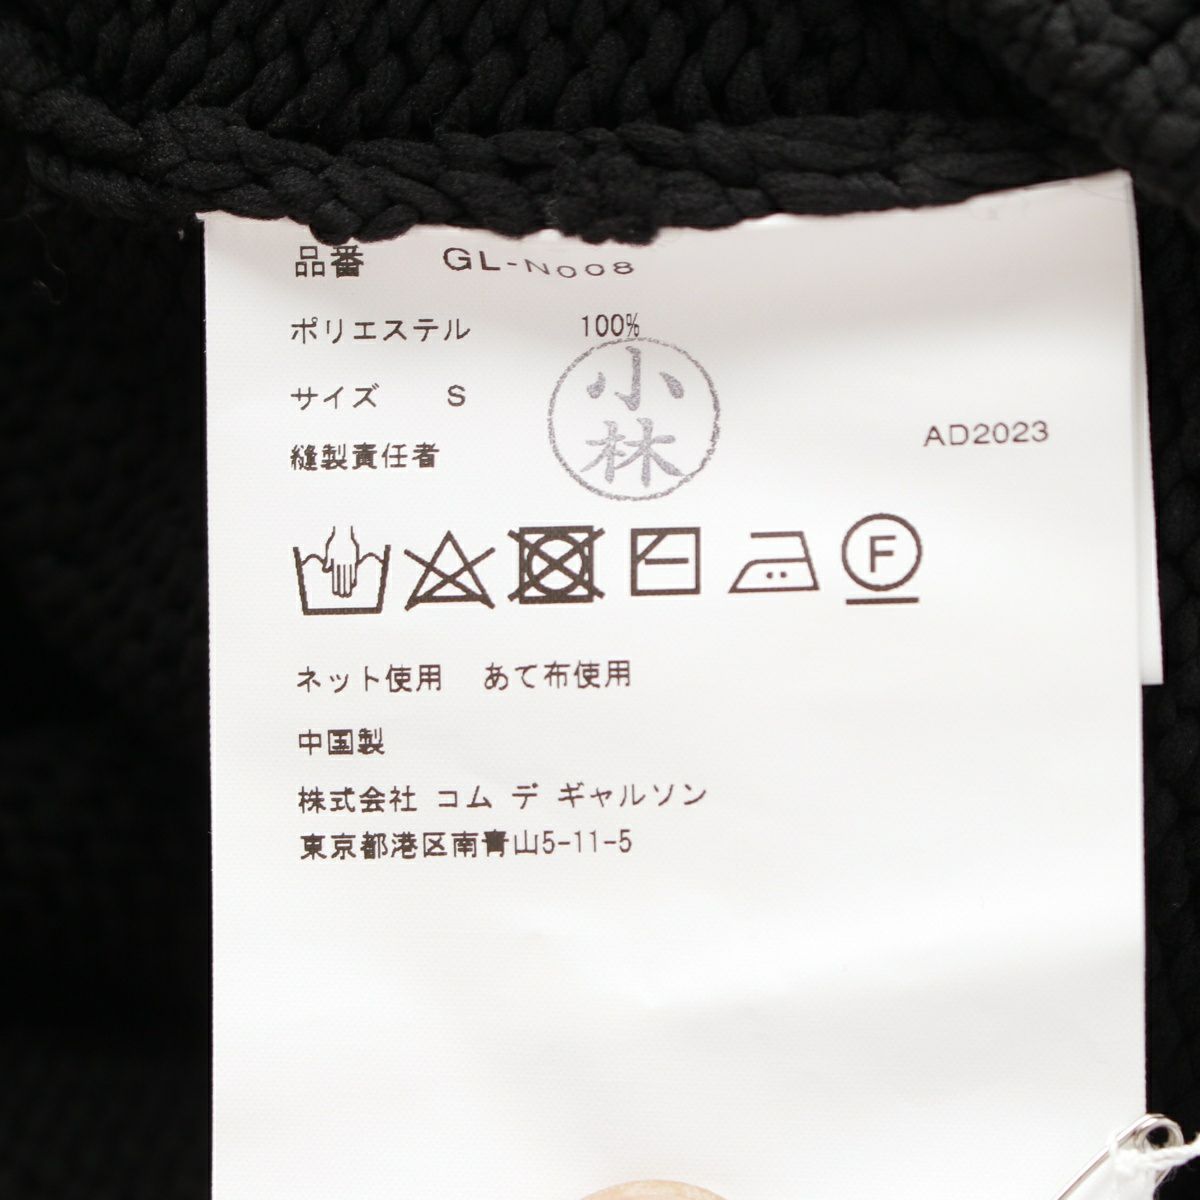 品番 GL-N008
ポリエステル 100%
サイズ S
小林
AD2023
縫製責任者
F
ネット使用 あて布使用
中国製
株式会社 コム デ ギャルソン
東京都港区南青山5-11-5